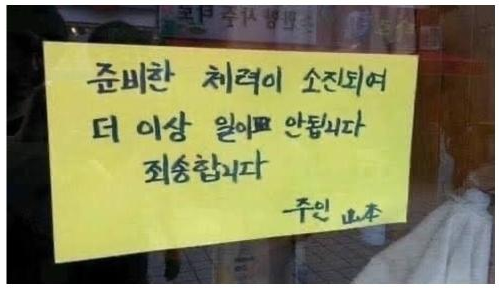 준비한 체력이 소진되여
더 이상 일이 안됩니다
죄송합니다
주인 山本